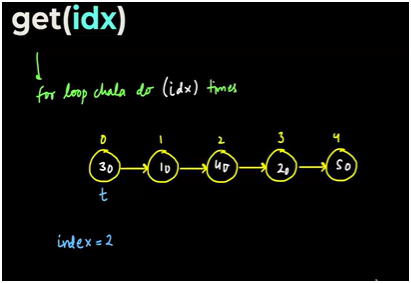 get(idx)
for loop chala do (idx) times
0 1 2 3 4
30 10 40 20 50
t
index = 2